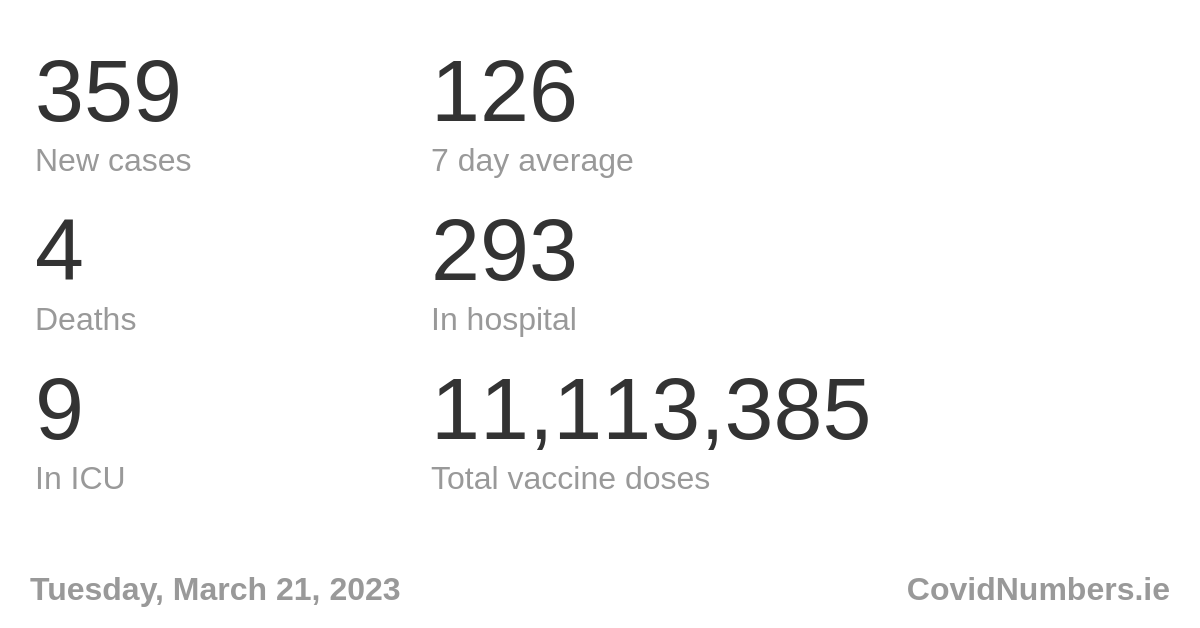 359
126
New cases
7 day average
4
293
Deaths
In hospital
9
11,113,385
In ICU
Total vaccine doses
Tuesday, March 21, 2023
CovidNumbers.ie